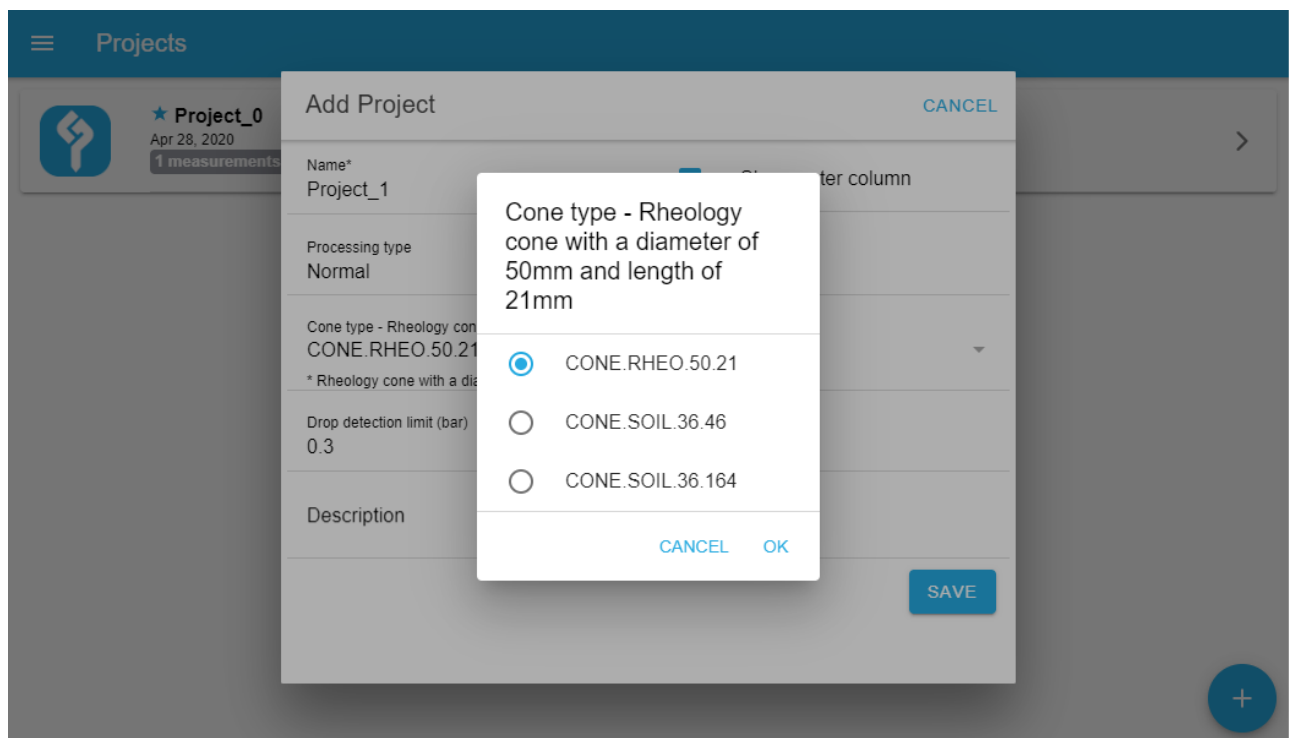 Projects
Add Project
CANCEL
Project_0
Apr 28, 2020
1 measurements
Name*
Project_1
ter column
Cone type - Rheology
cone with a diameter of
50mm and length of
21mm
Processing type
Normal
Cone type - Rheology con
CONE.RHEO.50.21
* Rheology cone with a dia
CONE.RHEO.50.21
Drop detection limit (bar)
0.3
CONE.SOIL.36.46
CONE.SOIL.36.164
Description
CANCEL
OK
SAVE